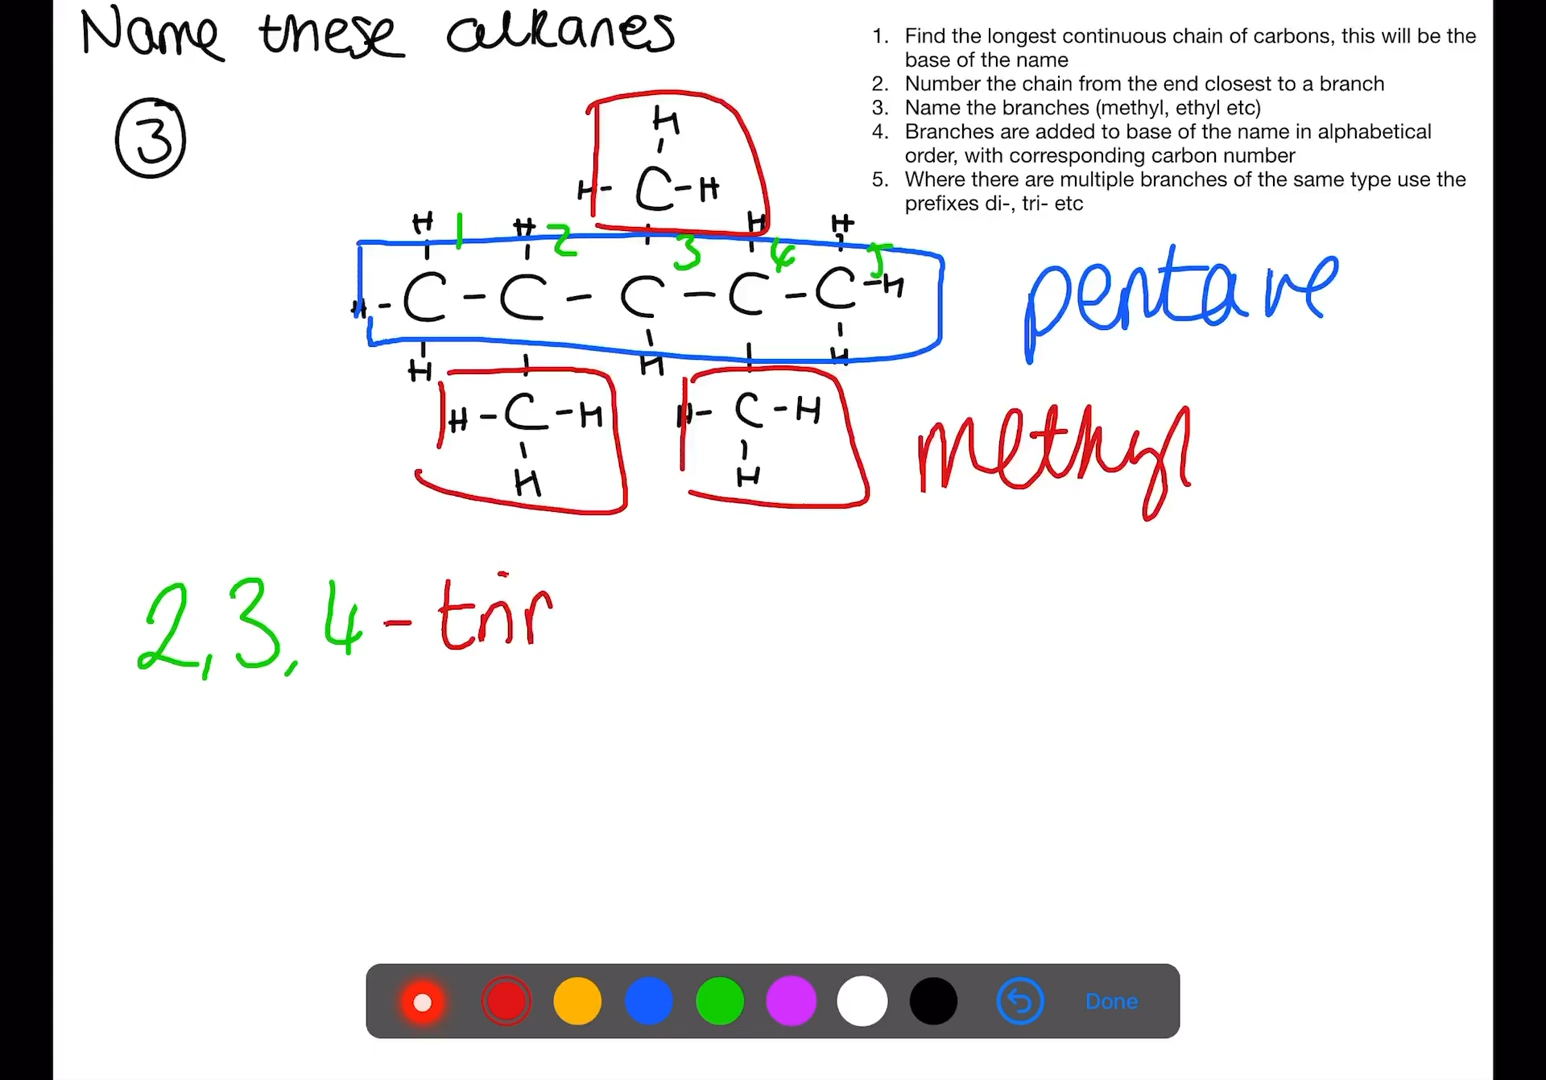 Name these alkanes
1. Find the longest continuous chain of carbons, this will be the
base of the name
2. Number the chain from the end closest to a branch
3. Name the branches (methyl, ethyl etc)
4. Branches are added to base of the name in alphabetical
order, with corresponding carbon number
5. Where there are multiple branches of the same type use the
prefixes di-, tri- etc
3
H
H- C-H
H 1 H 2 3 H 4 H 5
H-C-C-C-C-C-H
pentane
H H H
H-C-H H-C-H
methyl
H H
2,3,4-tri
Done